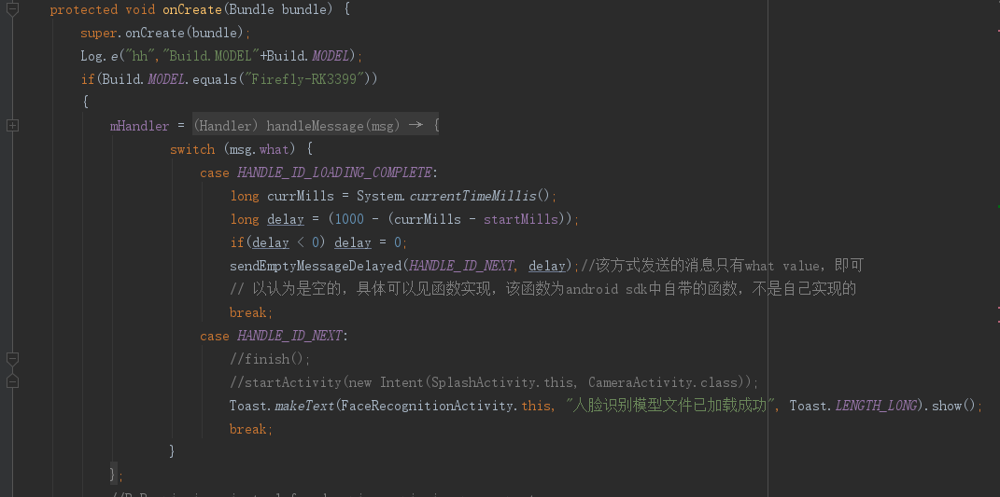 protected void onCreate(Bundle bundle) {
super.onCreate(bundle);
Log.e("hh","Build.MODEL"+Build.MODEL);
if(Build.MODEL.equals("Firefly-RK3399"))
{
mHandler = (Handler) handleMessage(msg) → {
switch (msg.what) {
case HANDLE_ID_LOADING_COMPLETE:
long currMills = System.currentTimeMillis();
long delay = (1000 - (currMills - startMills));
if(delay < 0) delay = 0;
sendEmptyMessageDelayed(HANDLE_ID_NEXT, delay);//该方式发送的消息只有what value，即可
// 以认为是空的，具体可以见函数实现，该函数为android sdk中自带的函数，不是自己实现的
break;
case HANDLE_ID_NEXT:
//finish();
//startActivity(new Intent(SplashActivity.this, CameraActivity.class));
Toast.makeText(FaceRecognitionActivity.this, "人脸识别模型文件已加载成功", Toast.LENGTH_LONG).show();
break;
}
};